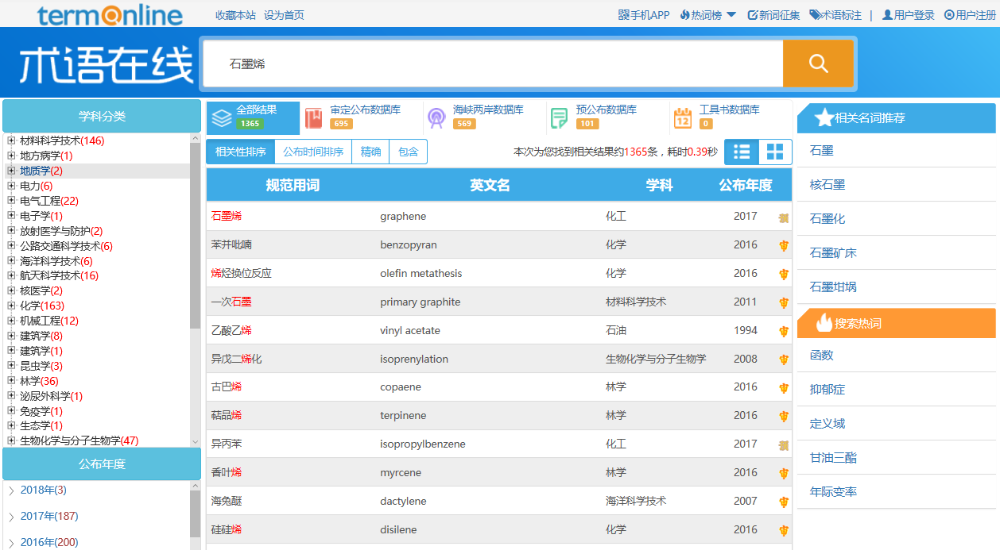 termonline 收藏本站 设为首页 手机APP 热词榜 新词征集 术语标注 | 用户登录 用户注册
术语在线 石墨烯
学科分类
材料科学技术(146)
地方病学(1)
地质学(2)
电力(6)
电气工程(22)
电子学(1)
放射医学与防护(2)
公路交通科学技术(6)
海洋科学技术(6)
航天科学技术(16)
核医学(2)
化学(163)
机械工程(12)
建筑学(8)
建筑学(1)
昆虫学(3)
林学(36)
泌尿外科学(1)
免疫学(1)
生态学(1)
生物化学与分子生物学(47)
公布年度
2018年(3)
2017年(187)
2016年(200)
全部结果 1365
审定公布数据库 695
海峡两岸数据库 569
预公布数据库 101
12 工具书数据库 0
相关性排序 公布时间排序 精确 包含 本次为您找到相关结果约1365条，耗时0.39秒
规范用词 英文名 学科 公布年度
石墨烯 graphene 化工 2017
苯并吡喃 benzopyran 化学 2016
烯烃换位反应 olefin metathesis 化学 2016
一次石墨 primary graphite 材料科学技术 2011
乙酸乙烯 vinyl acetate 石油 1994
异戊二烯化 isoprenylation 生物化学与分子生物学 2008
古巴烯 copaene 林学 2016
萜品烯 terpinene 林学 2016
异丙苯 isopropylbenzene 化工 2017
香叶烯 myrcene 林学 2016
海兔醚 dactylene 海洋科学技术 2007
硅硅烯 disilene 化学 2016
相关名词推荐
石墨
核石墨
石墨化
石墨矿床
石墨坩埚
搜索热词
函数
抑郁症
定义域
甘油三酯
年际变率